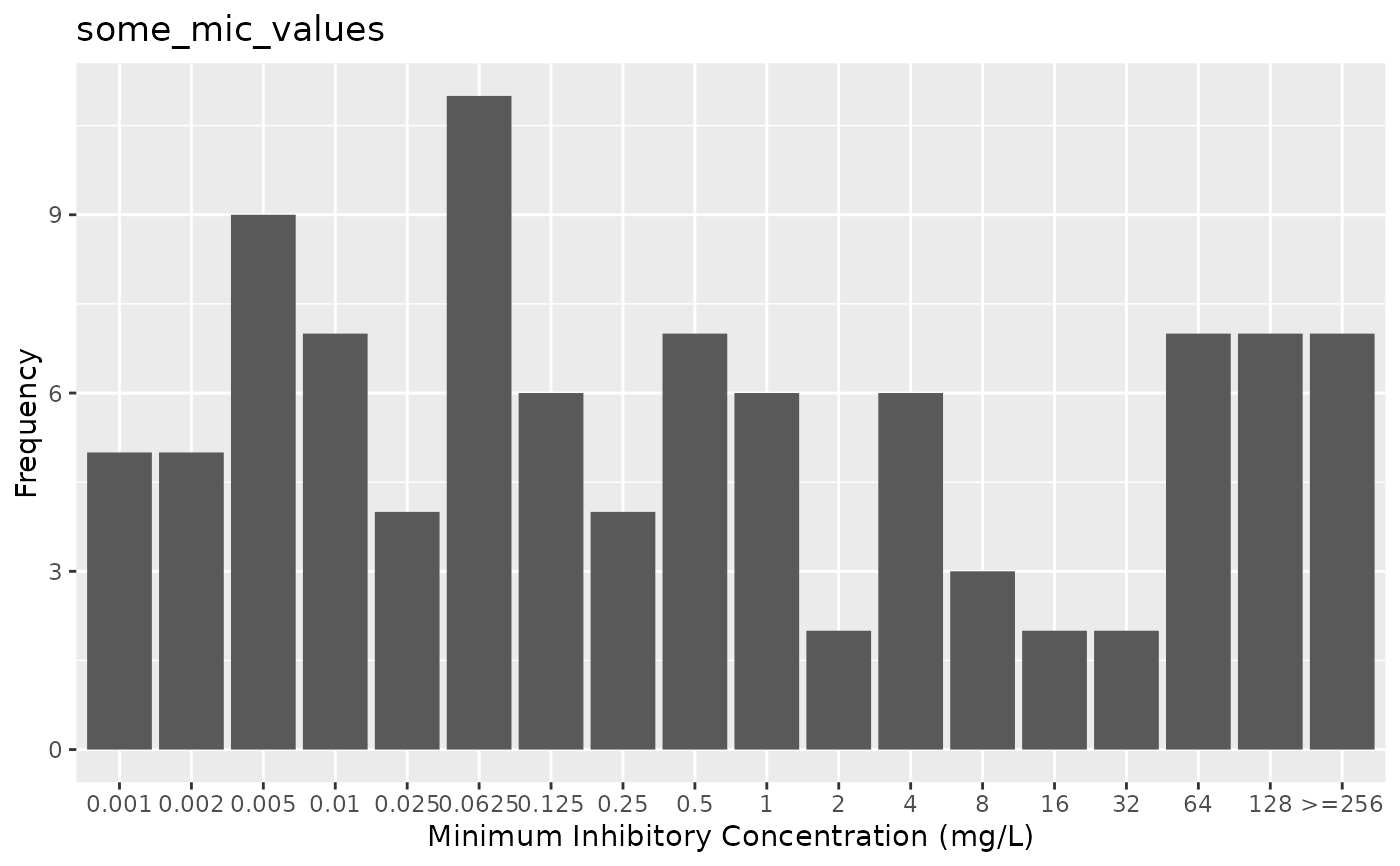 some_mic_values
Frequency
9
6
3
0
0.001 0.002 0.005 0.01 0.025 0.0625 0.125 0.25 0.5 1 2 4 8 16 32 64 128 >=256
Minimum Inhibitory Concentration (mg/L)